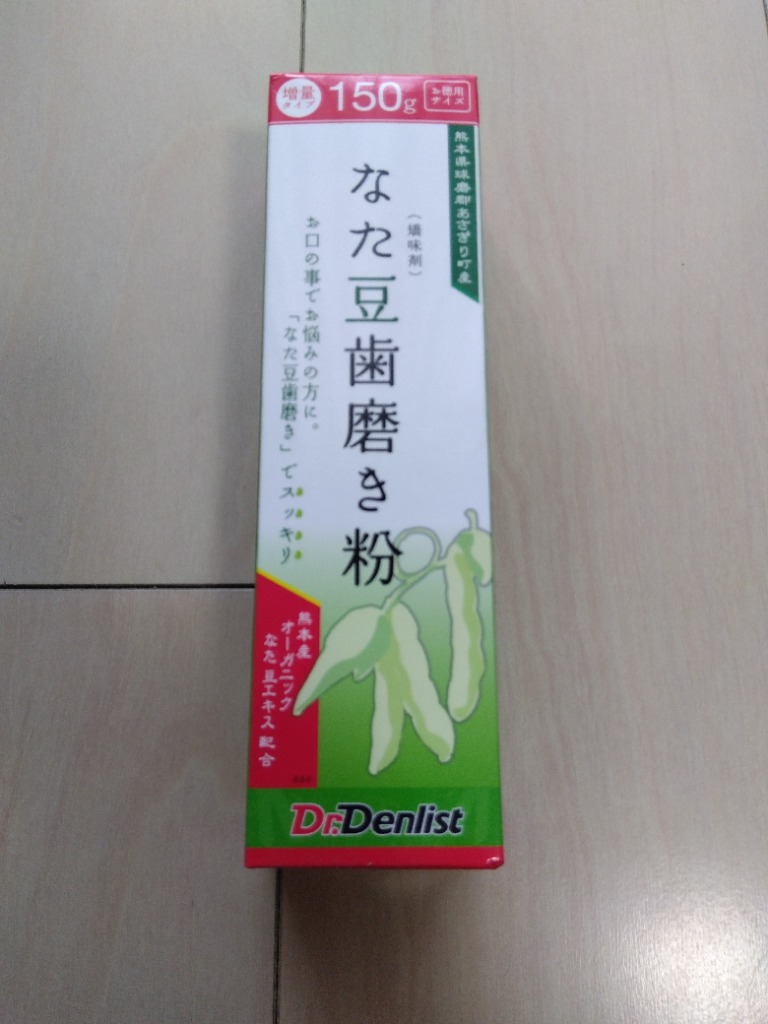 増量
タイプ
150g
お徳用
サイズ
熊本県球磨郡あさぎり町産
なた豆歯磨き粉
(矯味剤)
お口の事でお悩みの方に。
「なた豆歯磨き」でスッキリ
熊本産
オーガニック
なた豆エキス配合
Dr.Denlist